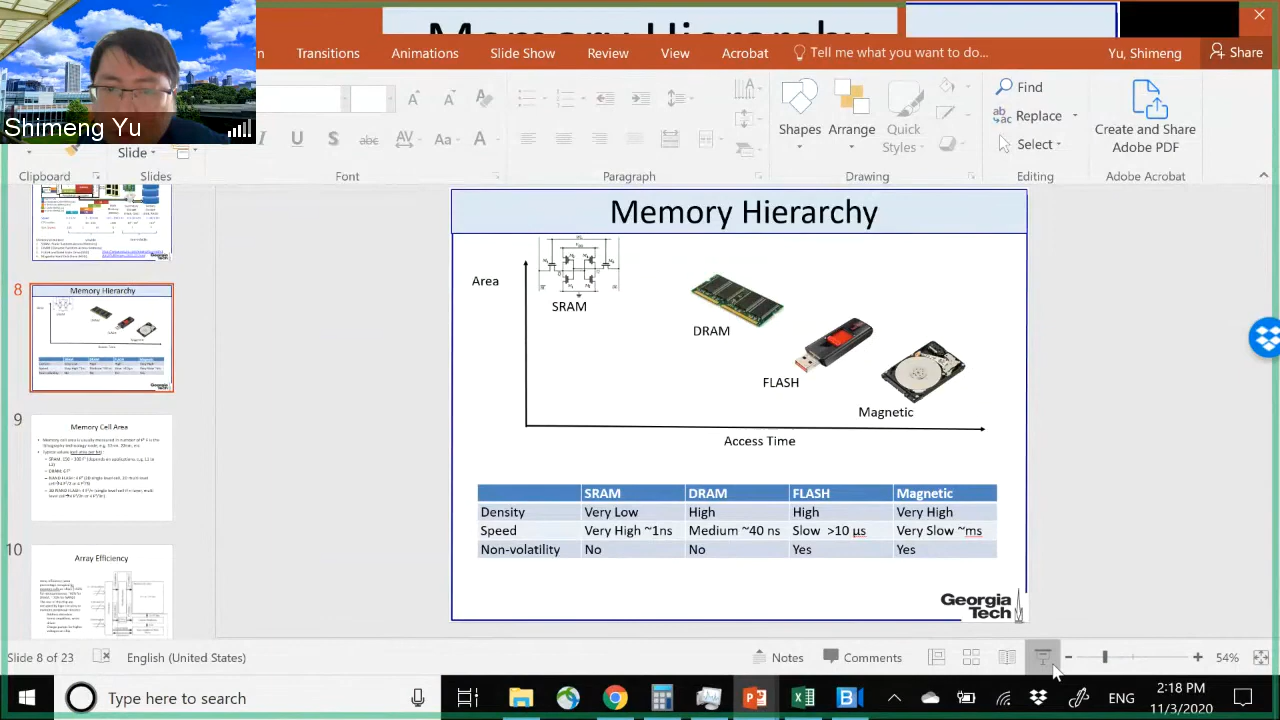 Memory Hierarchy
Transitions Animations Slide Show Review View Acrobat Tell me what you want to do... Yu, Shimeng Share
Shimeng Yu
Slide
Find
Replace
Select
Shapes Arrange Quick Styles
Create and Share Adobe PDF
Clipboard Slides Font Paragraph Drawing Editing Adobe Acrobat
8
Memory Hierarchy
9
Memory Cell Area
10
Array Efficiency
Memory Hierarchy
Area
SRAM
DRAM
FLASH
Magnetic
Access Time
SRAM DRAM FLASH Magnetic
Density Very Low High High Very High
Speed Very High ~1ns Medium ~40 ns Slow >10 µs Very Slow ~ms
Non-volatility No No Yes Yes
Georgia
Tech
Slide 8 of 23 English (United States) Notes Comments 54%
Type here to search
ENG
2:18 PM
11/3/2020